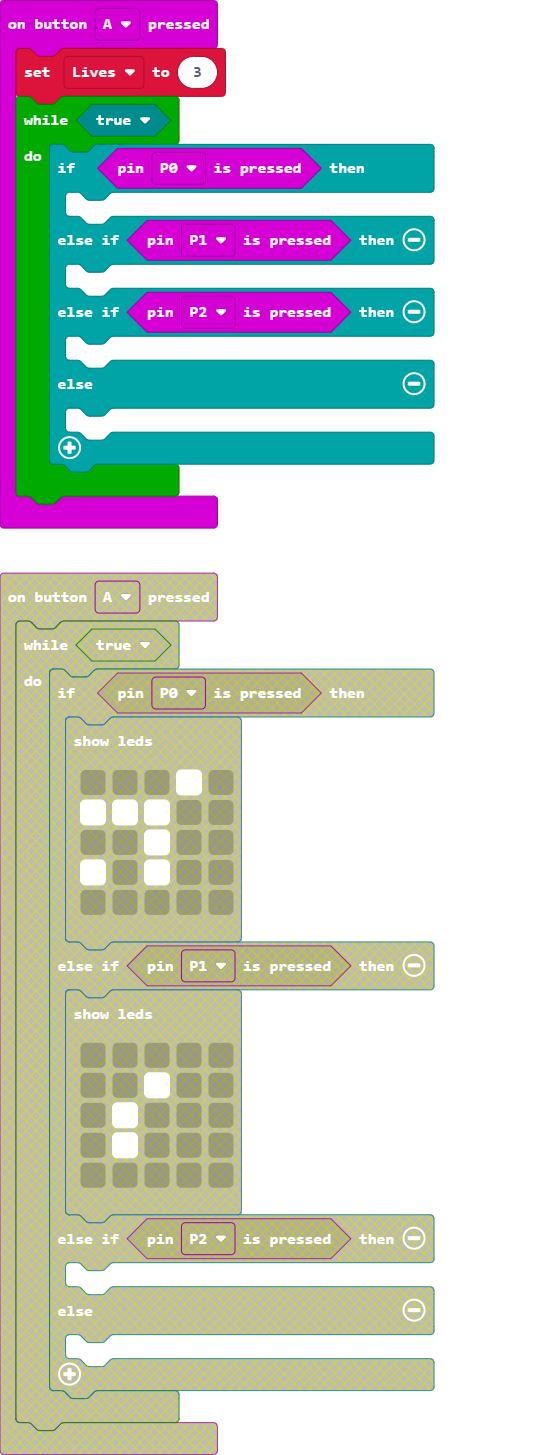 on button A pressed
set Lives to 3
while true
do
if pin P0 is pressed then
else if pin P1 is pressed then
else if pin P2 is pressed then
else
on button A pressed
while true
do
if pin P0 is pressed then
show leds
else if pin P1 is pressed then
show leds
else if pin P2 is pressed then
else